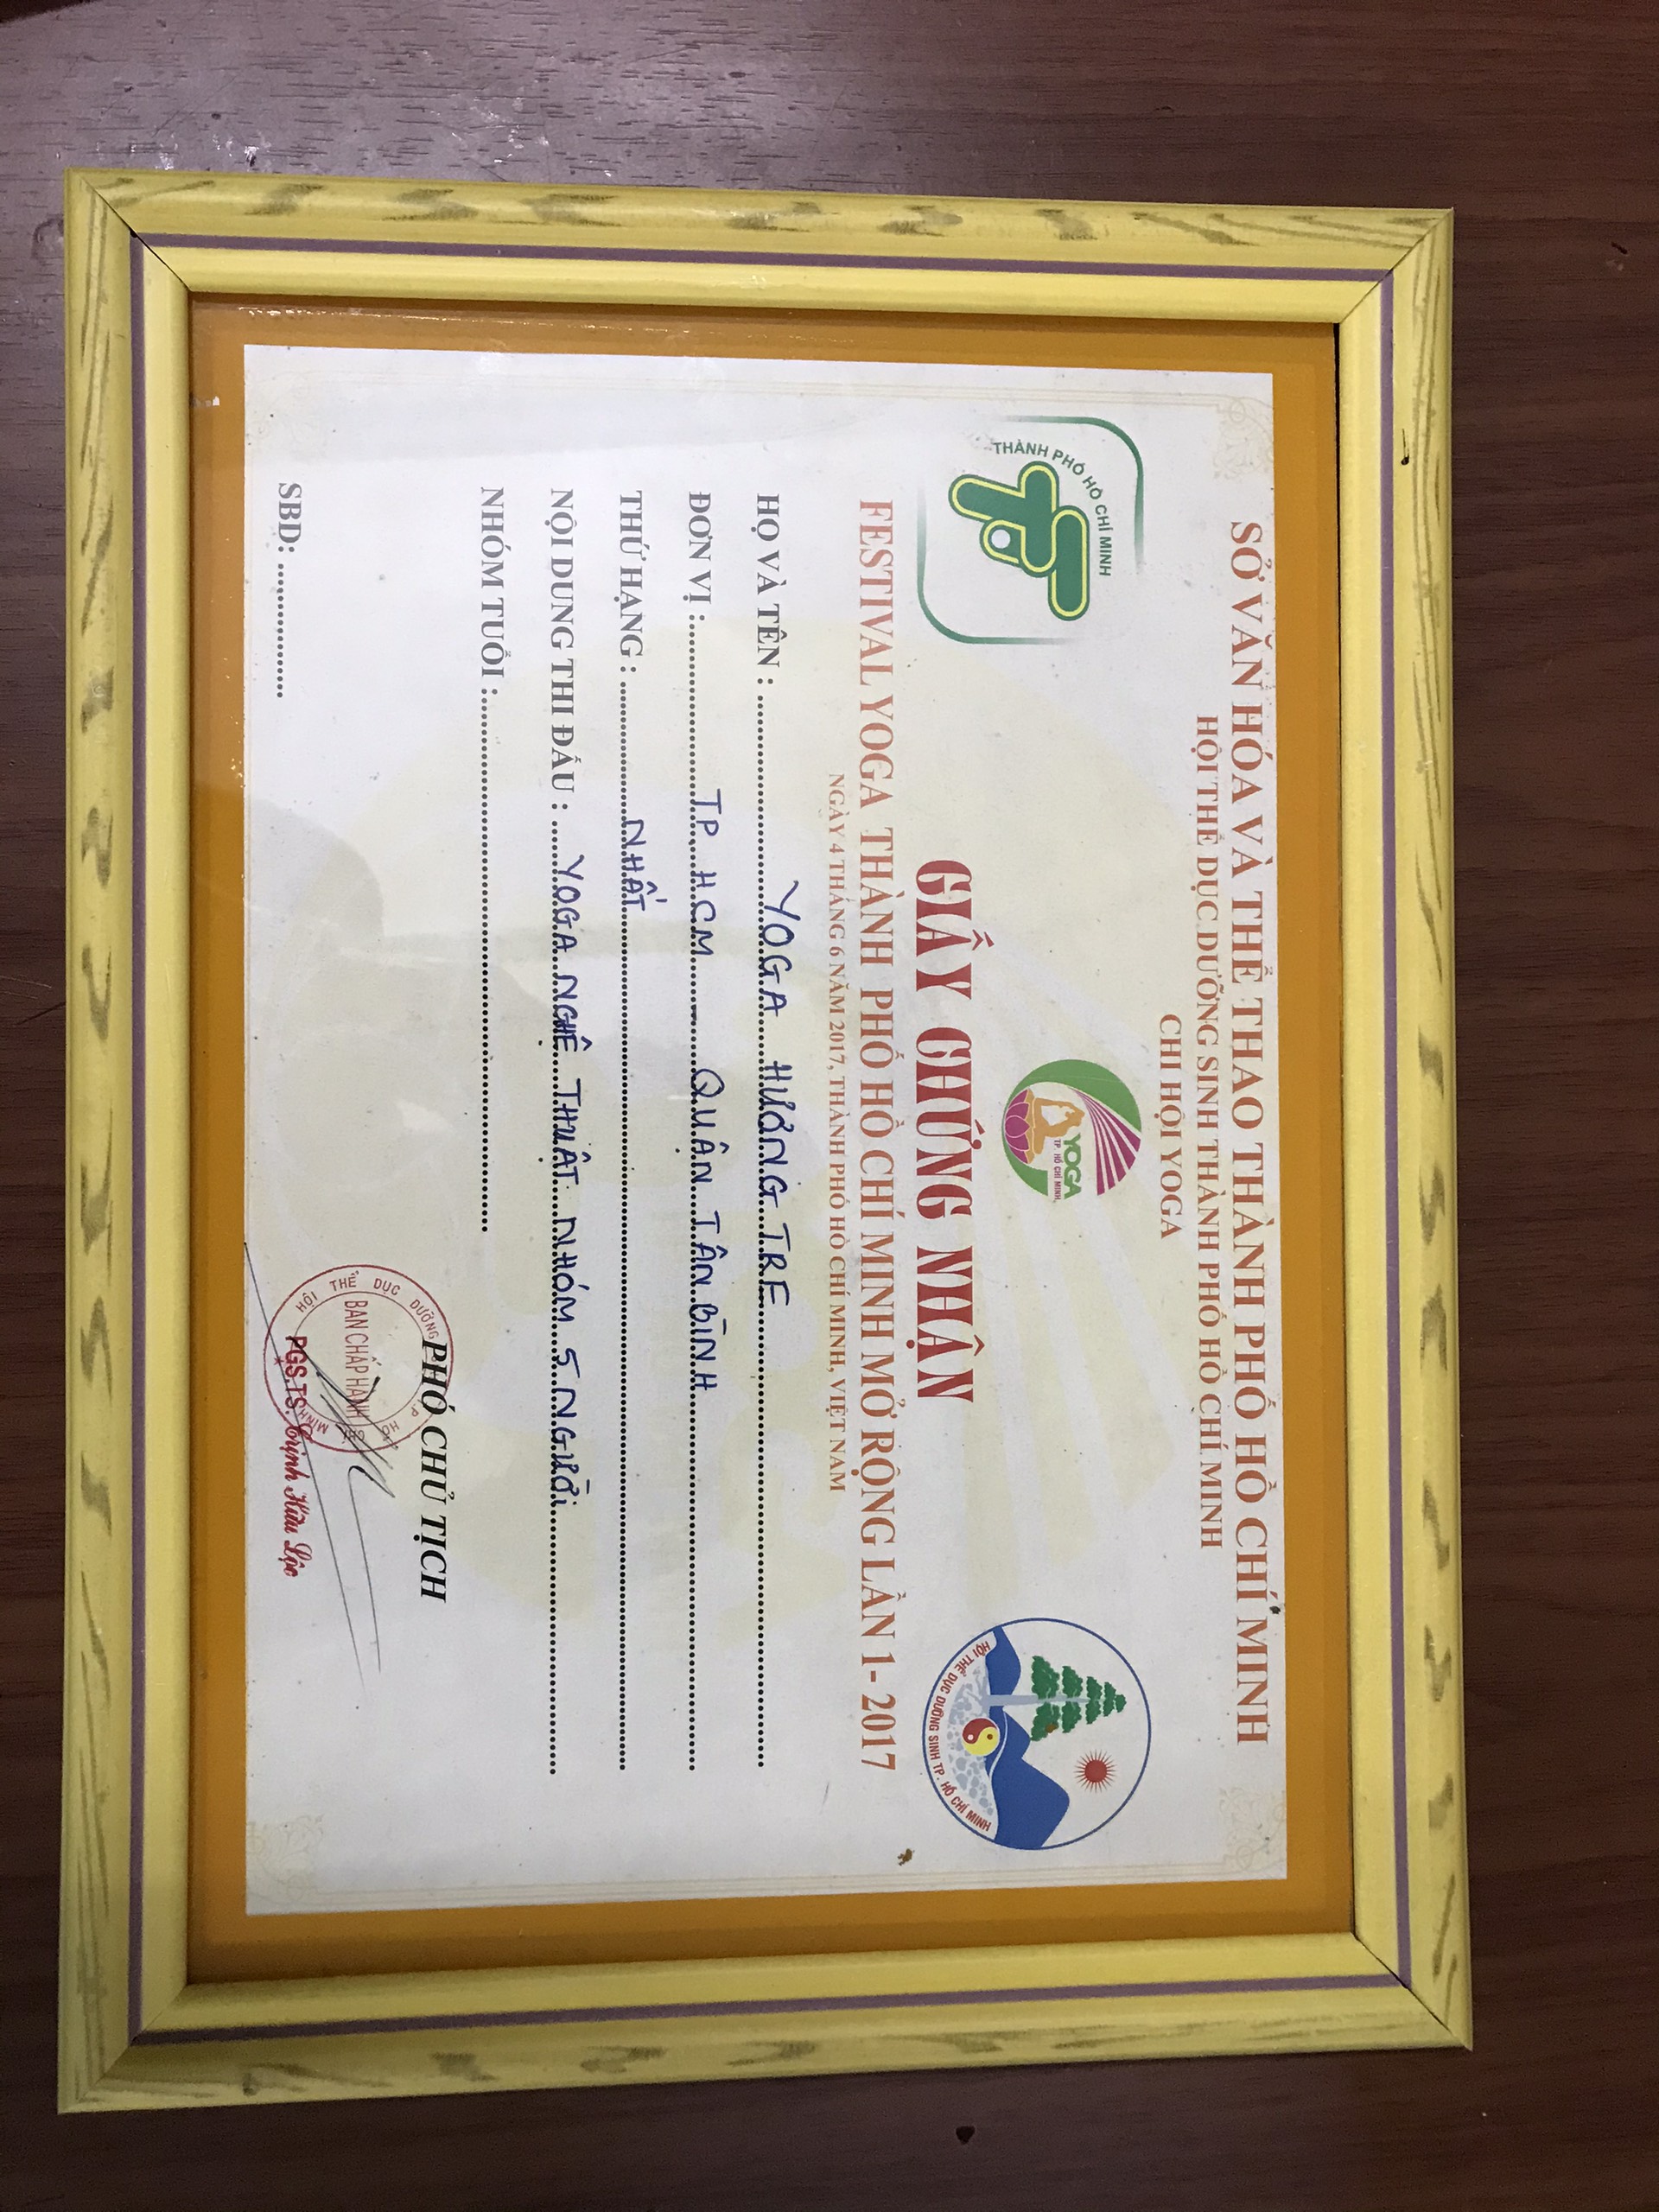 SỞ VĂN HÓA VÀ THỂ THAO THÀNH PHỐ HỒ CHÍ MINH
HỘI THỂ DỤC DƯỠNG SINH THÀNH PHỐ HỒ CHÍ MINH
CHI HỘI YOGA
THÀNH PHỐ HỒ CHÍ MINH
YOGA
TP. HỒ CHÍ MINH
HỘI THỂ DỤC DƯỠNG SINH TP. HỒ CHÍ MINH
GIẤY CHỨNG NHẬN
FESTIVAL YOGA THÀNH PHỐ HỒ CHÍ MINH MỞ RỘNG LẦN 1- 2017
NGÀY 4 THÁNG 6 NĂM 2017, THÀNH PHỐ HỒ CHÍ MINH, VIỆT NAM
HỌ VÀ TÊN : YOGA HƯƠNG TRE
ĐƠN VỊ : TP. HCM - QUẬN TÂN BÌNH
THỨ HẠNG : NHẤT
NỘI DUNG THI ĐẤU : YOGA NGHỆ THUẬT NHÓM 5 NGƯỜI
NHÓM TUỔI :
PHÓ CHỦ TỊCH
HỘI THỂ DỤC DƯỠNG T.P HỒ CHÍ MINH
BAN CHẤP HÀNH
PGS.TS. Trịnh Hữu Lộc
SBD: